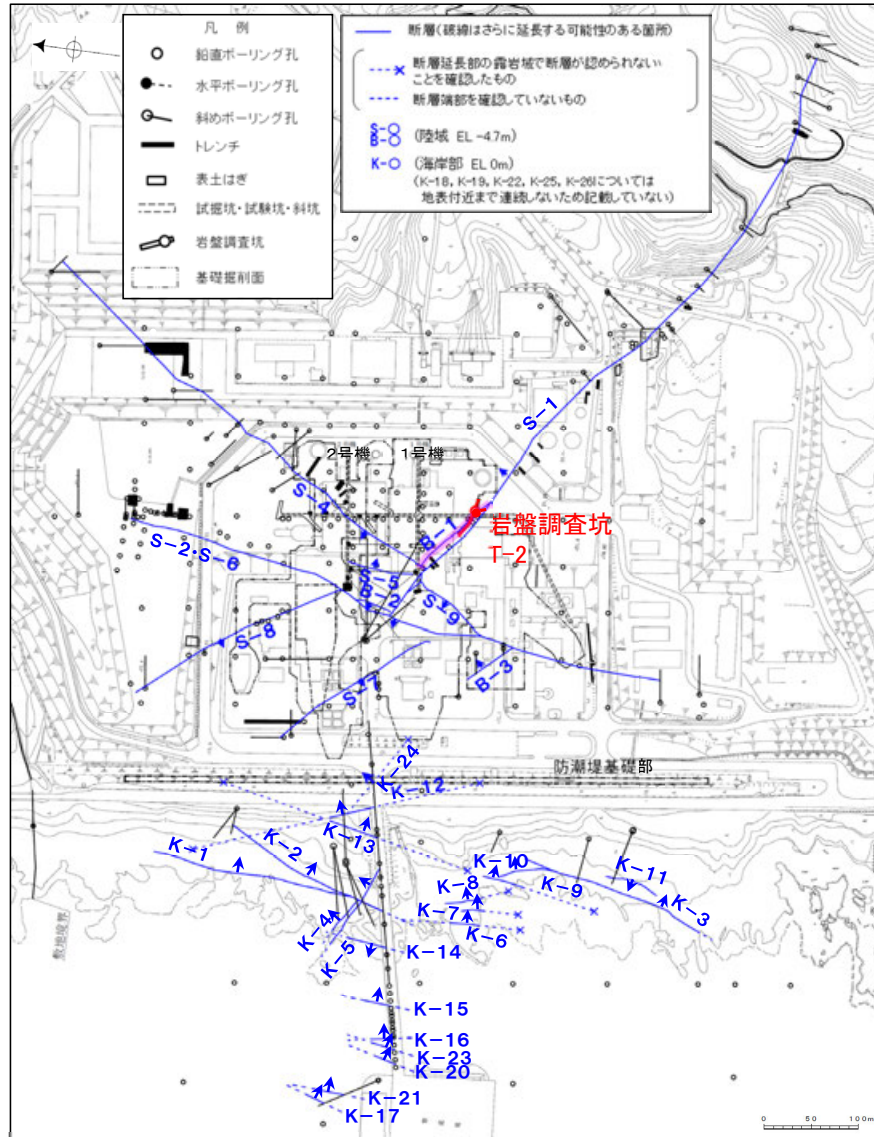 凡 例
鉛直ボーリング孔
水平ボーリング孔
斜めボーリング孔
トレンチ
表土はぎ
試掘坑・試験坑・斜坑
岩盤調査坑
基礎掘削面
断層(破線はさらに延長する可能性のある箇所)
断層延長部の露岩域で断層が認められない
ことを確認したもの
断層端部を確認していないもの
S-○
B-○
(陸域 EL -4.7m)
K-○
(海岸部 EL 0m)
(K-18, K-19, K-22, K-25, K-26については
地表付近まで連続しないため記載していない)
S-1
2号機
1号機
S-4
B-1
岩盤調査坑
T-2
S-2・S-6
S-5
B-2
S-9
S-8
B-3
S-7
K-24
防潮堤基礎部
K-12
K-13
K-1
K-2
K-10
K-11
K-8
K-9
K-7
K-3
K-4
K-6
K-5
K-14
敷地境界
K-15
K-16
K-23
K-20
K-21
K-17
0 50 100m